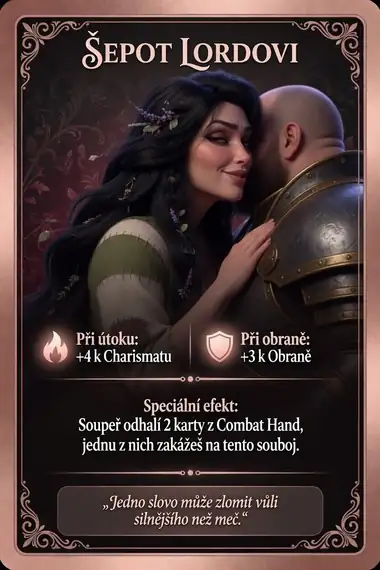 Šepot Lordovi
Při útoku:
+4 k Charismatu
Při obraně:
+3 k Obraně
Speciální efekt:
Soupeř odhalí 2 karty z Combat Hand,
jednu z nich zakážeš na tento souboj.
„Jedno slovo může zlomit vůli
silnějšího než meč.“